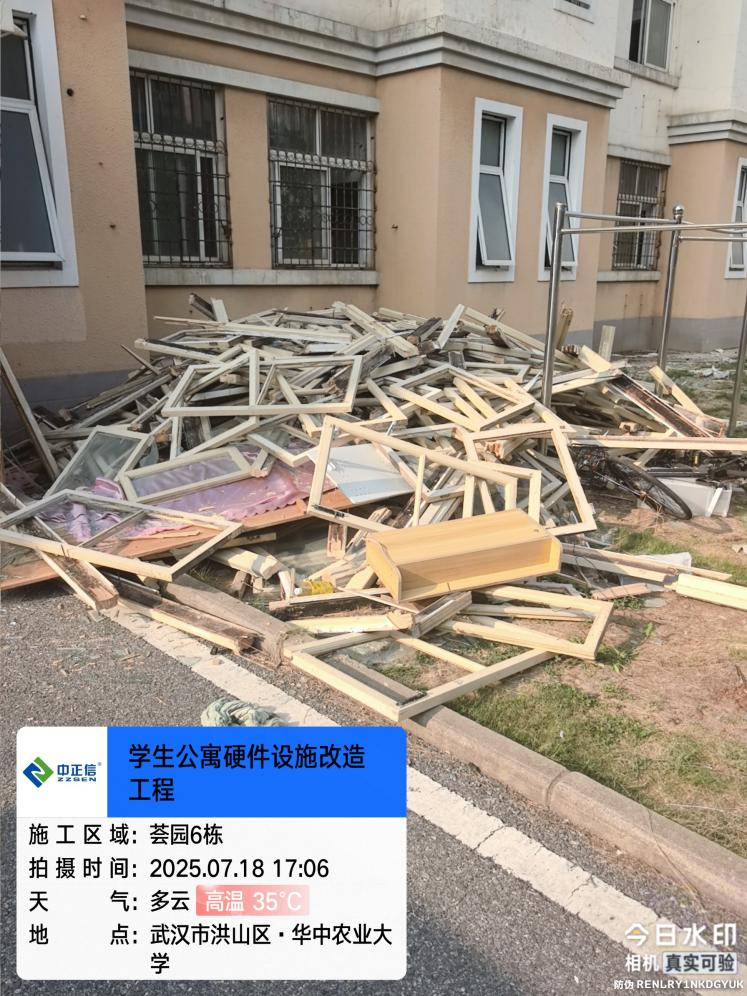 中正信®
ZZSEN
学生公寓硬件设施改造
工程
施工区域：荟园6栋
拍摄时间：2025.07.18 17:06
天气：多云 高温 35°C
地点：武汉市洪山区·华中农业大
学
今日水印
相机 真实可验
防伪 RENLRY1NKDGYUK